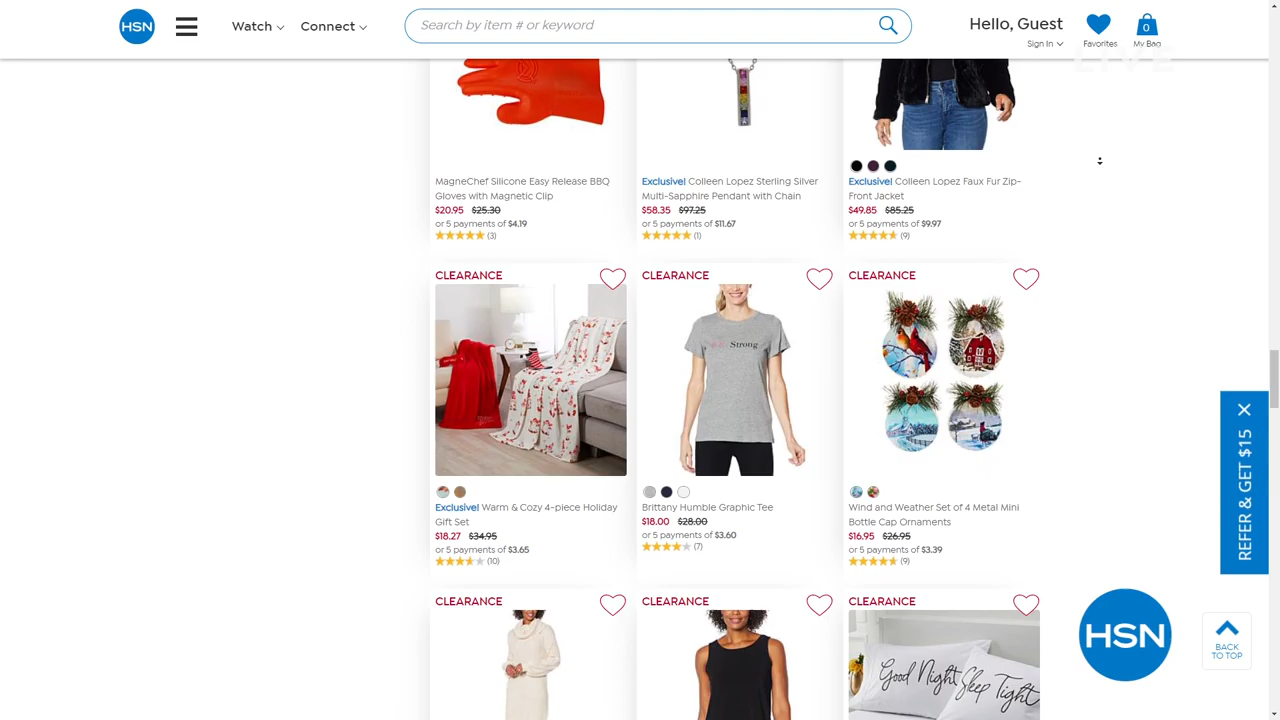 HSN
Watch
Connect
Search by item # or keyword
Hello, Guest
Sign In
Favorites
0
My Bag
LIVE
MagneChef Silicone Easy Release BBQ
Gloves with Magnetic Clip
$20.95 $25.30
or 5 payments of $4.19
(3)
Exclusive! Colleen Lopez Sterling Silver
Multi-Sapphire Pendant with Chain
$58.35 $97.25
or 5 payments of $11.67
(1)
Exclusive! Colleen Lopez Faux Fur Zip-
Front Jacket
$49.85 $85.25
or 5 payments of $9.97
(9)
CLEARANCE
Exclusive! Warm & Cozy 4-piece Holiday
Gift Set
$18.27 $34.95
or 5 payments of $3.65
(10)
CLEARANCE
Strong
Brittany Humble Graphic Tee
$18.00 $28.00
or 5 payments of $3.60
(7)
CLEARANCE
Wind and Weather Set of 4 Metal Mini
Bottle Cap Ornaments
$16.95 $26.95
or 5 payments of $3.39
(9)
CLEARANCE
CLEARANCE
CLEARANCE
Good Night
Sleep Tight
REFER & GET $15
HSN
BACK
TO TOP